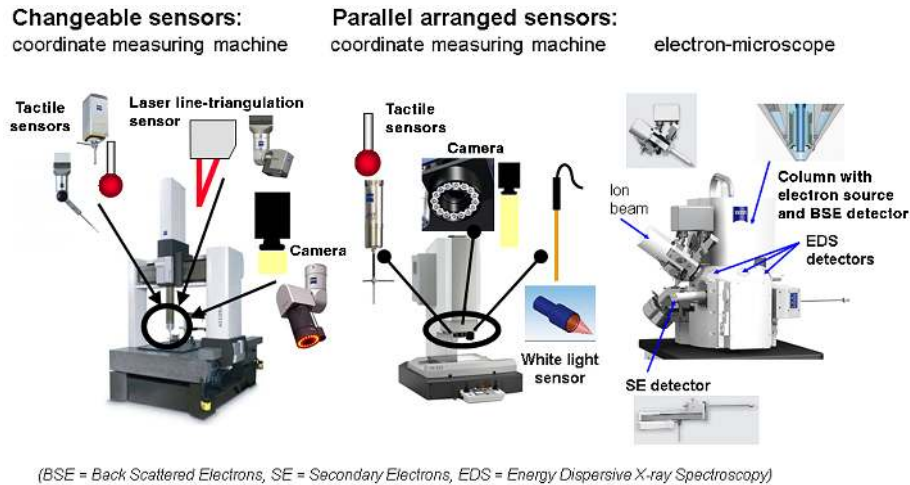 Changeable sensors:
coordinate measuring machine
Parallel arranged sensors:
coordinate measuring machine
electron-microscope
Tactile
sensors
Laser line-triangulation
sensor
Camera
Tactile
sensors
Camera
White light
sensor
Ion
beam
Column with
electron source
and BSE detector
EDS
detectors
SE detector
(BSE = Back Scattered Electrons, SE = Secondary Electrons, EDS = Energy Dispersive X-ray Spectroscopy)